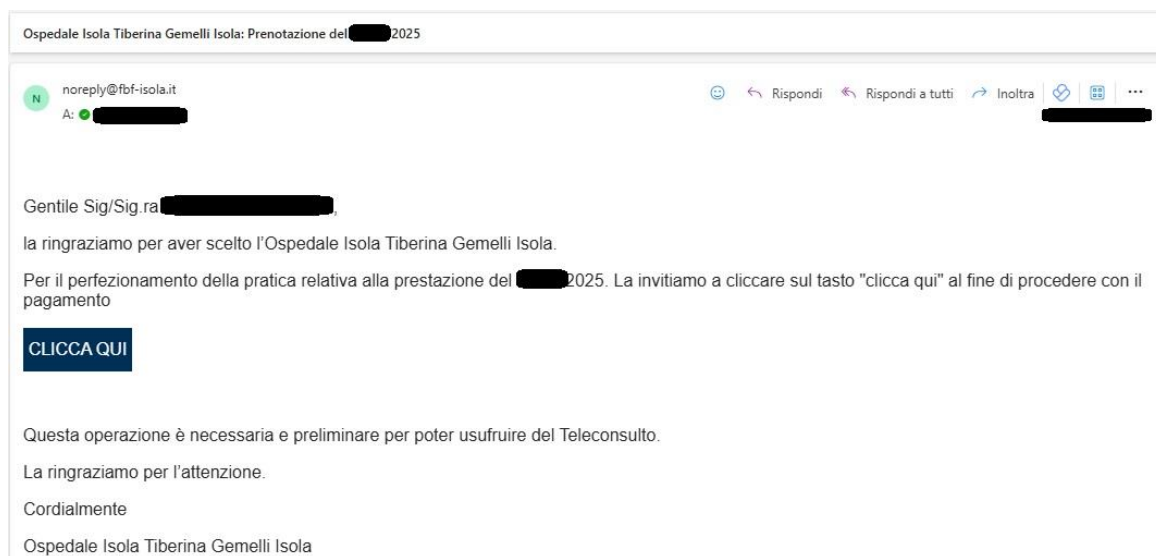 Ospedale Isola Tiberina Gemelli Isola: Prenotazione del 2025
N
noreply@fbf-isola.it
A:
Rispondi
Rispondi a tutti
Inoltra
Gentile Sig/Sig.ra ,
la ringraziamo per aver scelto l'Ospedale Isola Tiberina Gemelli Isola.
Per il perfezionamento della pratica relativa alla prestazione del 2025. La invitiamo a cliccare sul tasto "clicca qui" al fine di procedere con il
pagamento
CLICCA QUI
Questa operazione è necessaria e preliminare per poter usufruire del Teleconsulto.
La ringraziamo per l'attenzione.
Cordialmente
Ospedale Isola Tiberina Gemelli Isola